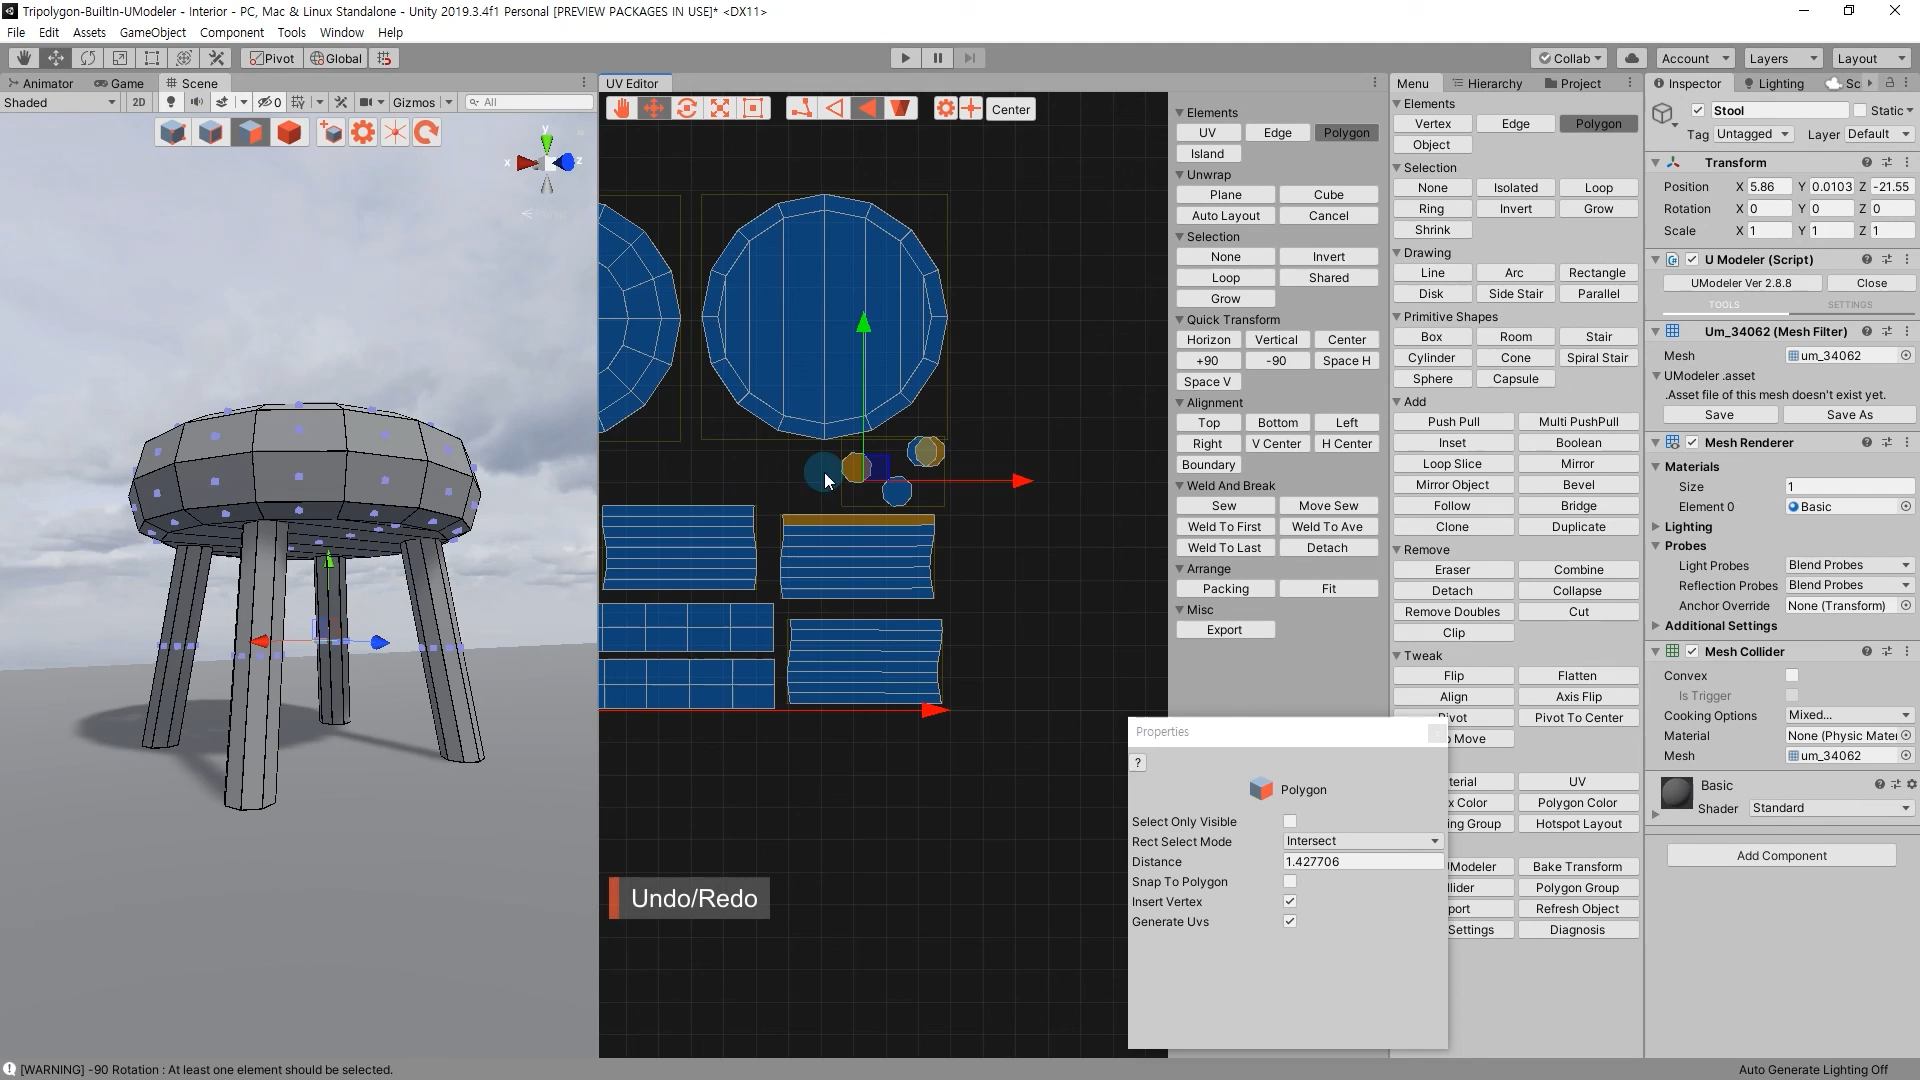 Tripolygon-BuiltIn-UModeler - Interior - PC, Mac & Linux Standalone - Unity 2019.3.4f1 Personal [PREVIEW PACKAGES IN USE]* <DX11>
File Edit Assets GameObject Component Tools Window Help
Pivot Global Collab Account Layers Layout
Animator Game Scene UV Editor Menu Hierarchy Project Inspector Lighting Sc
Shaded 2D 0 Gizmos All
Center
y x z
Elements
UV Edge Polygon
Island
Unwrap
Plane Cube
Auto Layout Cancel
Selection
None Invert
Loop Shared
Grow
Quick Transform
Horizon Vertical Center
+90 -90 Space H
Space V
Alignment
Top Bottom Left
Right V Center H Center
Boundary
Weld And Break
Sew Move Sew
Weld To First Weld To Ave
Weld To Last Detach
Arrange
Packing Fit
Misc
Export
Elements
Vertex Edge Polygon
Object
Selection
None Isolated Loop
Ring Invert Grow
Shrink
Drawing
Line Arc Rectangle
Disk Side Stair Parallel
Primitive Shapes
Box Room Stair
Cylinder Cone Spiral Stair
Sphere Capsule
Add
Push Pull Multi PushPull
Inset Boolean
Loop Slice Mirror
Mirror Object Bevel
Follow Bridge
Clone Duplicate
Remove
Eraser Combine
Detach Collapse
Remove Doubles Cut
Clip
Tweak
Flip Flatten
Align Axis Flip
Pivot Pivot To Center
Move
terial UV
x Color Polygon Color
ing Group Hotspot Layout
Modeler Bake Transform
llider Polygon Group
port Refresh Object
Settings Diagnosis
Stool Static
Tag Untagged Layer Default
Transform
Position X 5.86 Y 0.0103 Z -21.55
Rotation X 0 Y 0 Z 0
Scale X 1 Y 1 Z 1
U Modeler (Script)
UModeler Ver 2.8.8 Close
TOOLS SETTINGS
Um_34062 (Mesh Filter)
Mesh um_34062
UModeler .asset
.Asset file of this mesh doesn't exist yet.
Save Save As
Mesh Renderer
Materials
Size 1
Element 0 Basic
Lighting
Probes
Light Probes Blend Probes
Reflection Probes Blend Probes
Anchor Override None (Transform)
Additional Settings
Mesh Collider
Convex
Is Trigger
Cooking Options Mixed...
Material None (Physic Mater
Mesh um_34062
Basic
Shader Standard
Add Component
Properties
?
Polygon
Select Only Visible
Rect Select Mode Intersect
Distance 1.427706
Snap To Polygon
Insert Vertex
Generate Uvs
Undo/Redo
[WARNING] -90 Rotation : At least one element should be selected.
Auto Generate Lighting Off